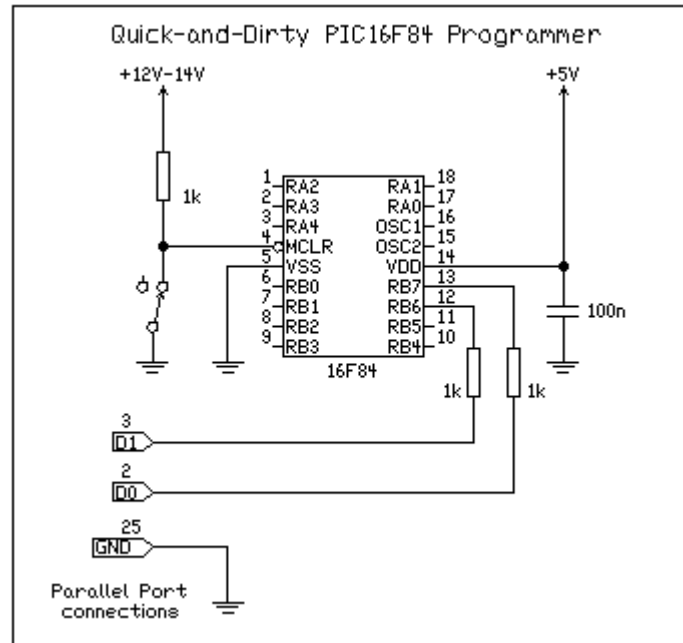 Quick-and-Dirty PIC16F84 Programmer
+12V-14V
+5V
1k
1 RA2 RA1 18
2 RA3 RA0 17
3 RA4 OSC1 16
4 MCLR OSC2 15
5 VSS VDD 14
6 RB0 RB7 13
7 RB1 RB6 12
8 RB2 RB5 11
9 RB3 RB4 10
100n
16F84
1k
1k
3
D1
2
D0
25
GND
Parallel Port
connections